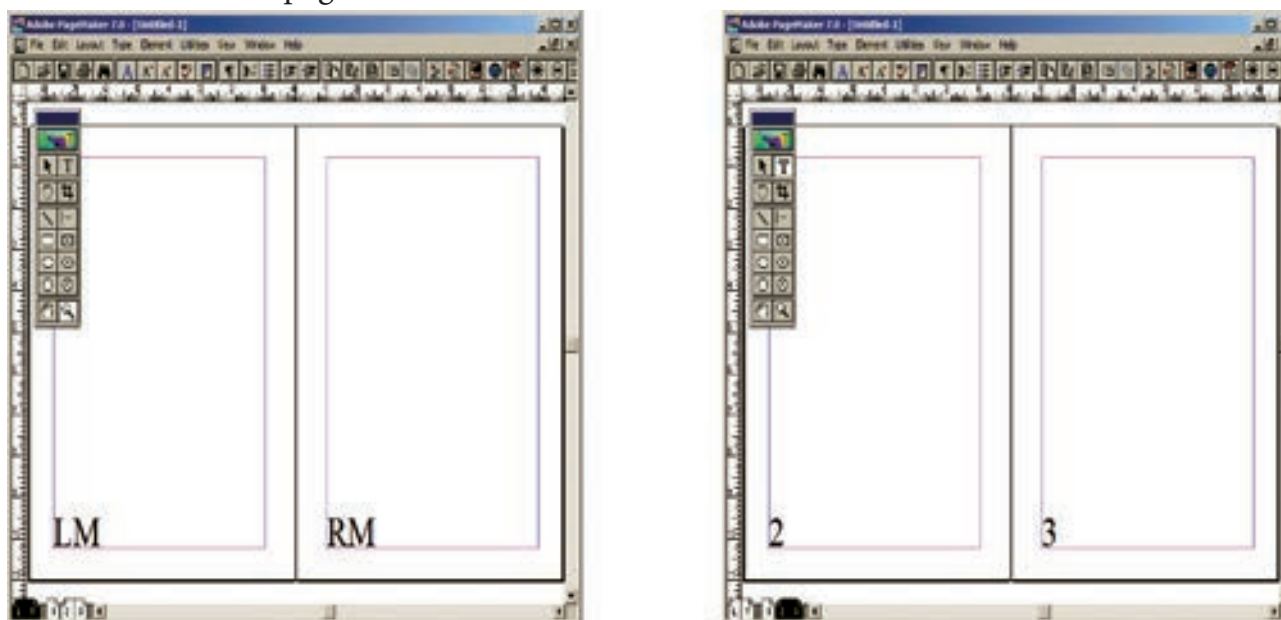 pag
Adobe PageMaker 7.0 - [Untitled-1]
File Edit Layout Type Element Utilities View Window Help
T
LM
RM
Adobe PageMaker 7.0 - [Untitled-1]
File Edit Layout Type Element Utilities View Window Help
T
2
3